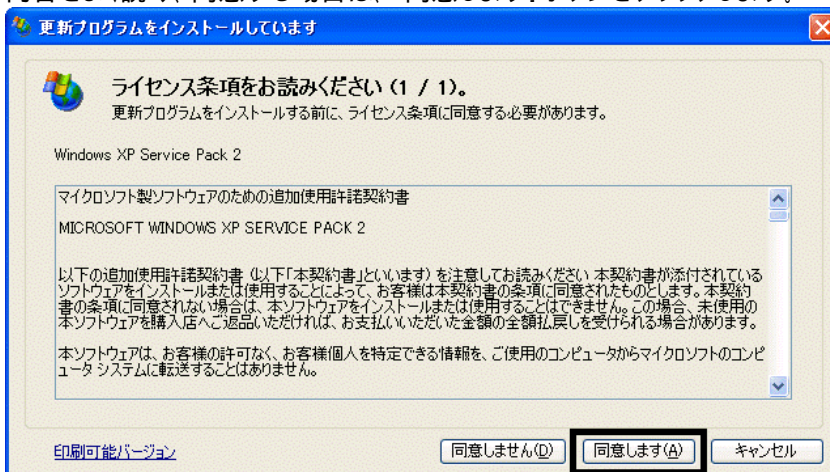 更新プログラムをインストールしています
ライセンス条項をお読みください (1 / 1)。
更新プログラムをインストールする前に、ライセンス条項に同意する必要があります。
Windows XP Service Pack 2
マイクロソフト製ソフトウェアのための追加使用許諾契約書
MICROSOFT WINDOWS XP SERVICE PACK 2
以下の追加使用許諾契約書 (以下「本契約書」といいます) を注意してお読みください 本契約書が添付されている
ソフトウェアをインストールまたは使用することによって、お客様は本契約書の条項に同意されたものとします。本契約
書の条項に同意されない場合は、本ソフトウェアをインストールまたは使用することはできません。この場合、未使用の
本ソフトウェアを購入店へご返品いただければ、お支払いいただいた金額の全額払戻しを受けられる場合があります。
本ソフトウェアは、お客様の許可なく、お客様個人を特定できる情報を、ご使用のコンピュータからマイクロソフトのコンピ
ュータ システムに転送することはありません。
印刷可能バージョン
同意しません(D)
同意します(A)
キャンセル